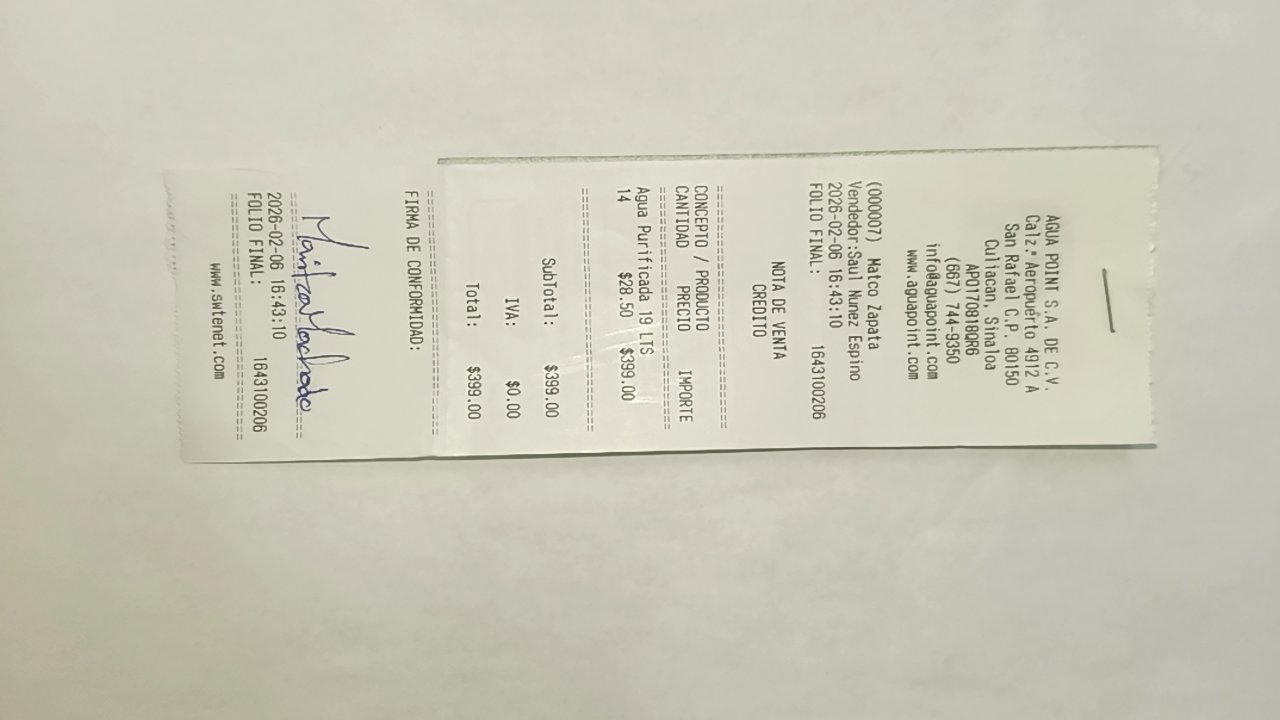 AGUA POINT S.A. DE C.V.
Calz.ª Aeropuerto 4912 A
San Rafael C.P. 80150
Culiacan, Sinaloa
APO170818QR6
(667) 744-9350
info@aguapoint.com
www.aguapoint.com
(000007) Matco Zapata
Vendedor:Saul Nunez Espino
2026-02-06 16:43:10
FOLIO FINAL: 1643100206
NOTA DE VENTA
CREDITO
===============================
CONCEPTO / PRODUCTO
CANTIDAD PRECIO IMPORTE
===============================
Agua Purificada 19 LTS
14 $28.50 $399.00
===============================
SubTotal: $399.00
IVA: $0.00
Total: $399.00
===============================
FIRMA DE CONFORMIDAD:
Maritza Machado
===============================
2026-02-06 16:43:10
FOLIO FINAL: 1643100206
===============================
www.swtenet.com